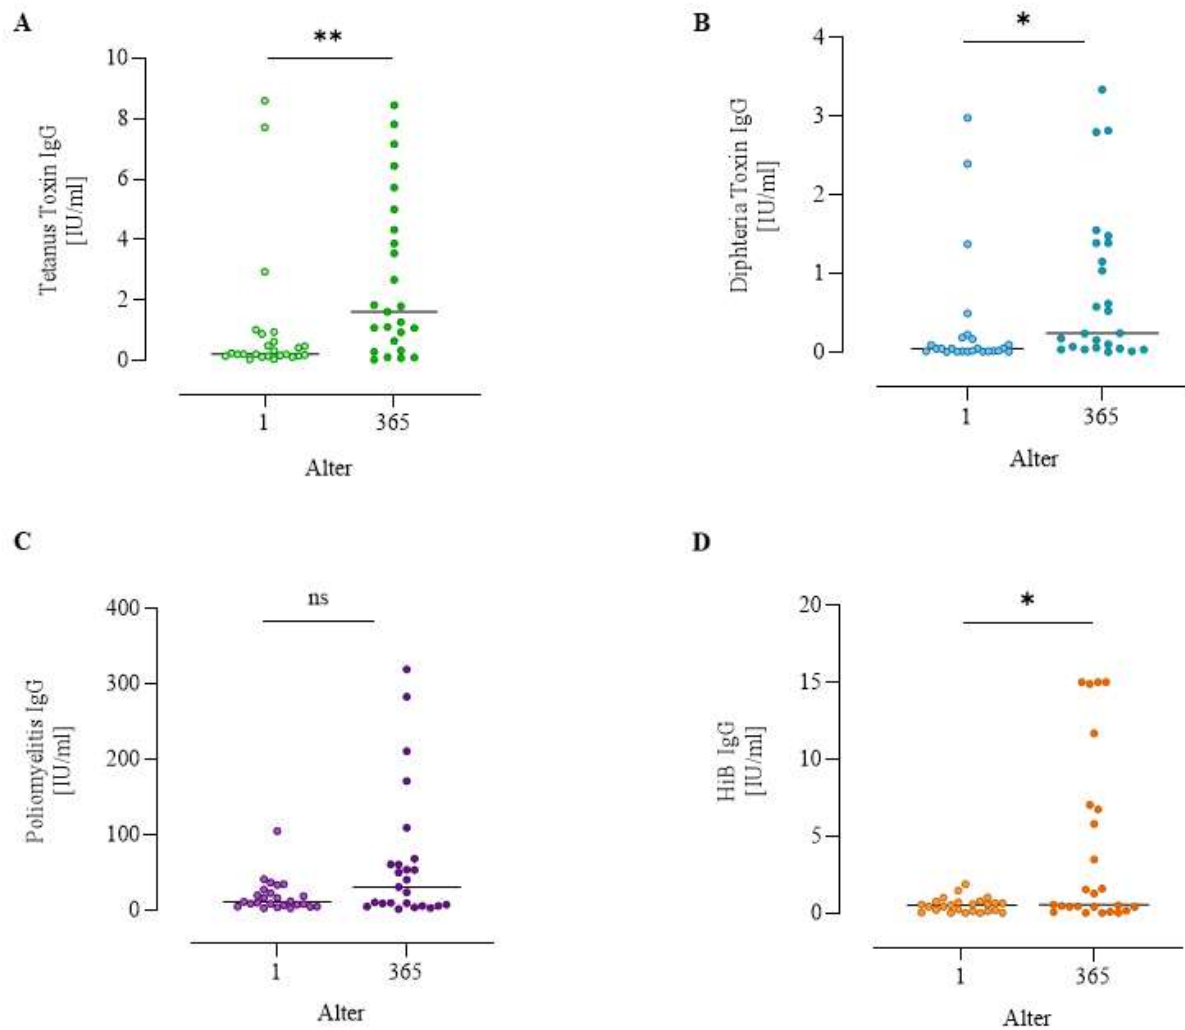 A
**
10
8
6
4
2
0
Tetanus Toxin IgG
[IU/ml]
1
365
Alter
B
*
4
3
2
1
0
Diphteria Toxin IgG
[IU/ml]
1
365
Alter
C
ns
400
300
200
100
0
Poliomyelitis IgG
[IU/ml]
1
365
Alter
D
*
20
15
10
5
0
HiB IgG
[IU/ml]
1
365
Alter